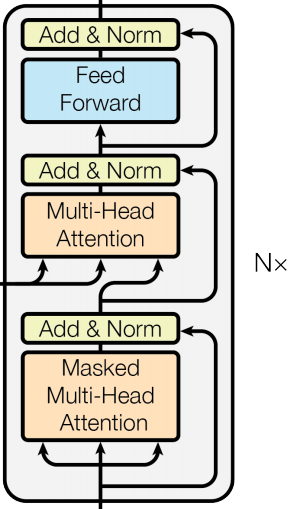 Add & Norm
Feed
Forward
Add & Norm
Multi-Head
Attention
N×
Add & Norm
Masked
Multi-Head
Attention